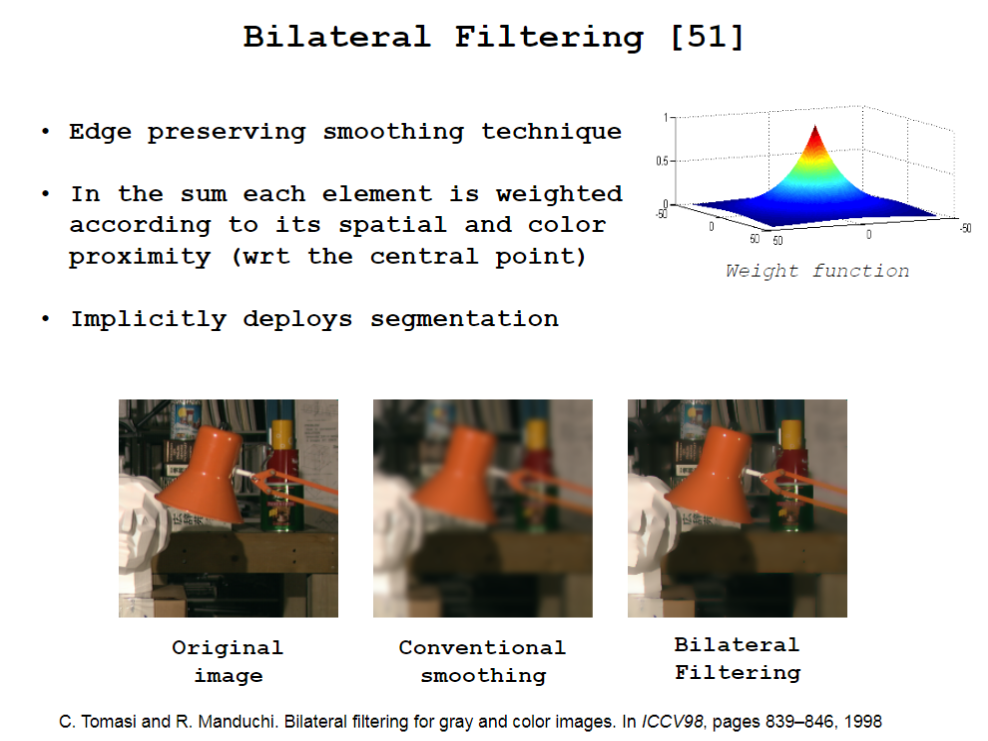 Bilateral Filtering [51]
• Edge preserving smoothing technique
• In the sum each element is weighted
according to its spatial and color
proximity (wrt the central point)
• Implicitly deploys segmentation
1
0.5
0
-50
0
50
50
0
-50
Weight function
Original
image
Conventional
smoothing
Bilateral
Filtering
C. Tomasi and R. Manduchi. Bilateral filtering for gray and color images. In ICCV98, pages 839–846, 1998